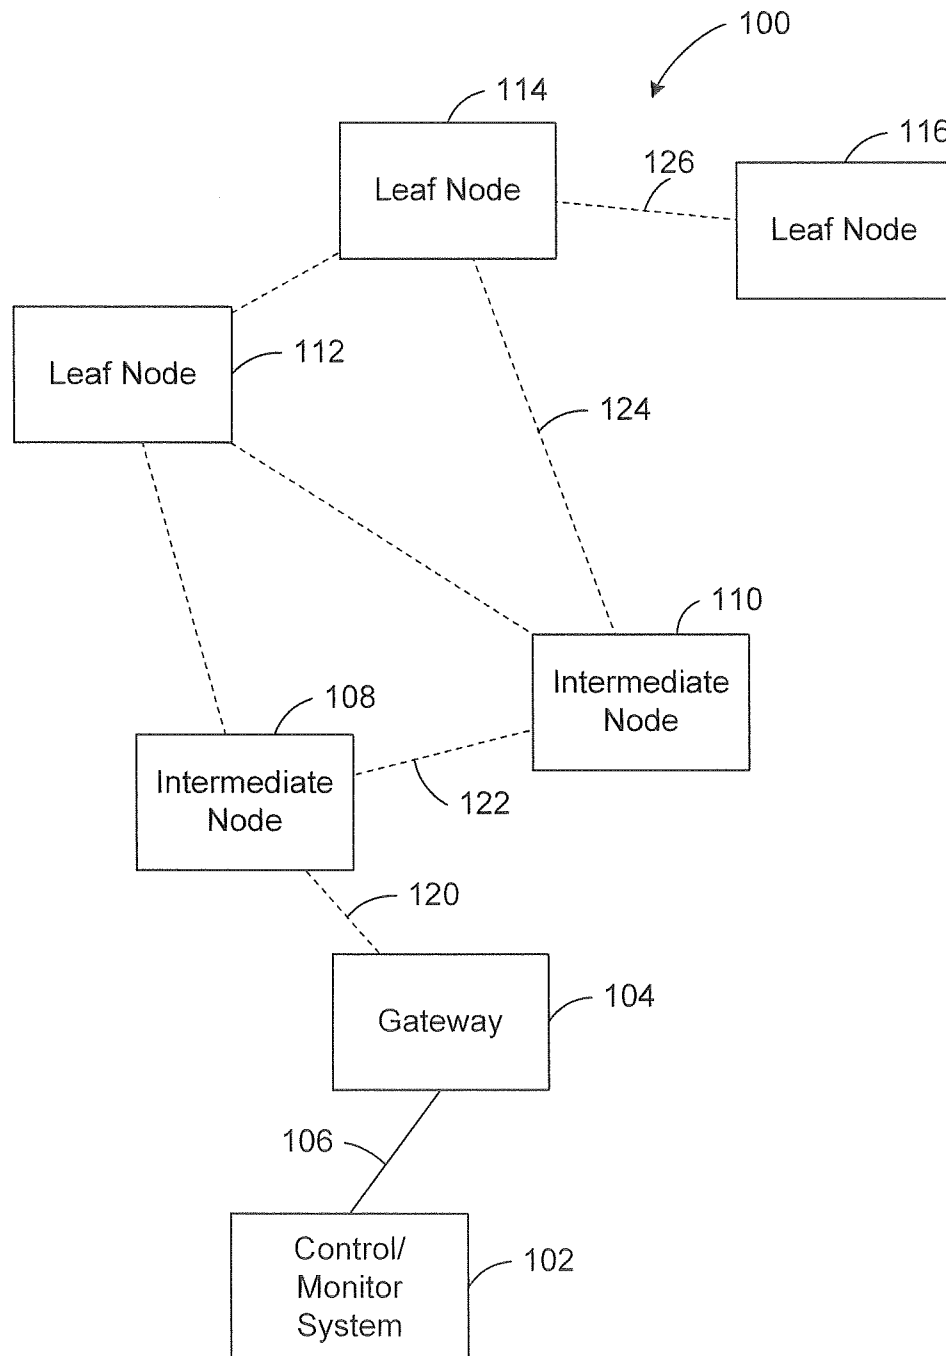 100
114
116
126
Leaf Node
Leaf Node
112
Leaf Node
124
110
Intermediate
Node
108
Intermediate
Node
122
120
104
Gateway
106
Control/
Monitor
System
102